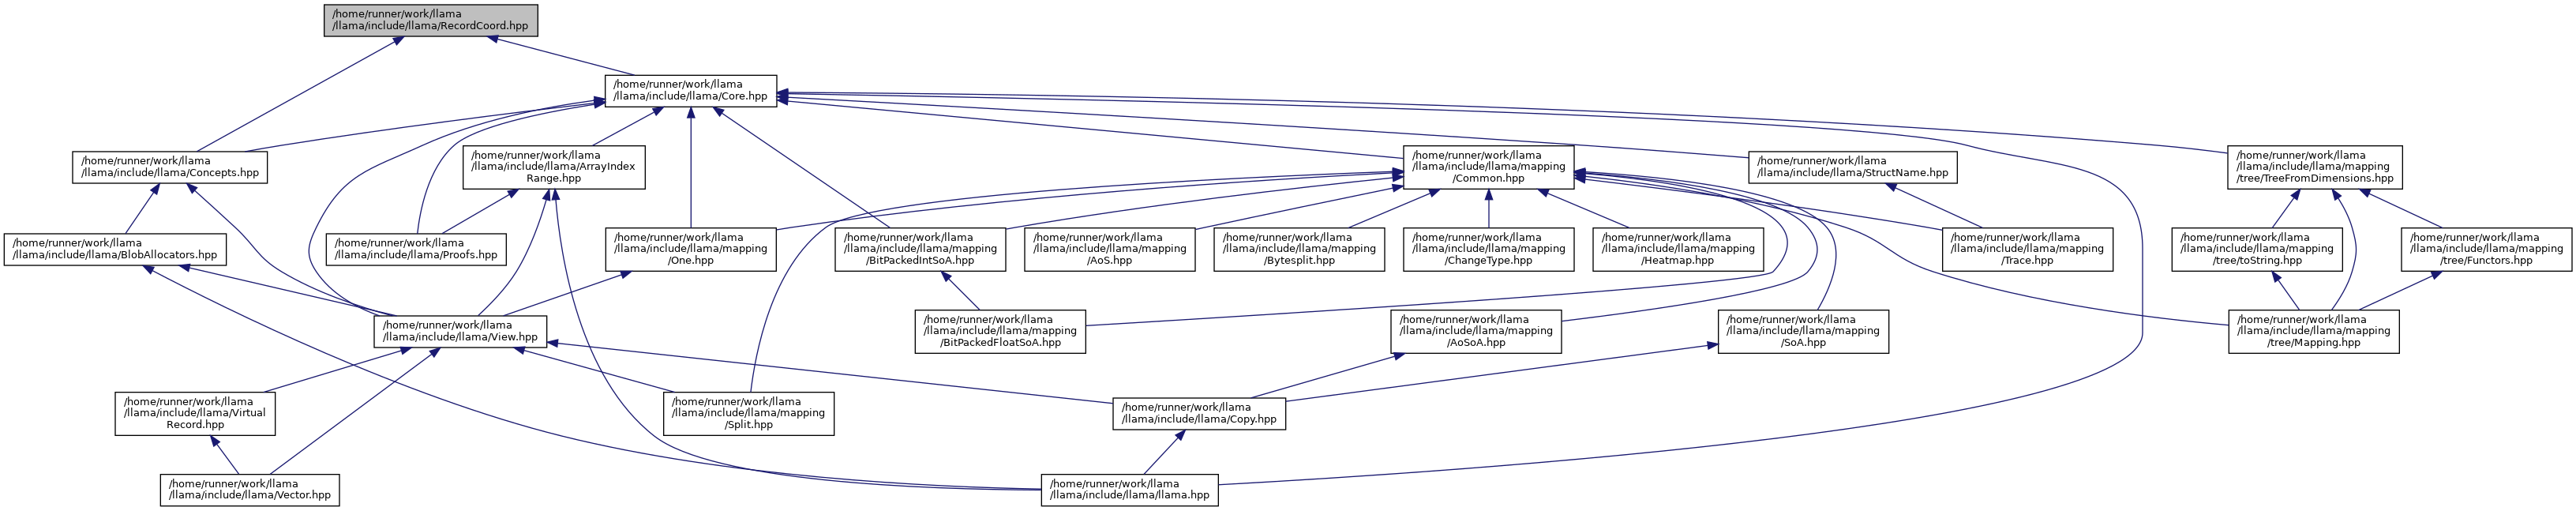 /home/runner/work/llama
/llama/include/llama/RecordCoord.hpp
/home/runner/work/llama
/llama/include/llama/Core.hpp
/home/runner/work/llama
/llama/include/llama/Concepts.hpp
/home/runner/work/llama
/llama/include/llama/ArrayIndex
Range.hpp
/home/runner/work/llama
/llama/include/llama/mapping
/Common.hpp
/home/runner/work/llama
/llama/include/llama/StructName.hpp
/home/runner/work/llama
/llama/include/llama/mapping
/tree/TreeFromDimensions.hpp
/home/runner/work/llama
/llama/include/llama/BlobAllocators.hpp
/home/runner/work/llama
/llama/include/llama/Proofs.hpp
/home/runner/work/llama
/llama/include/llama/mapping
/One.hpp
/home/runner/work/llama
/llama/include/llama/mapping
/BitPackedIntSoA.hpp
/home/runner/work/llama
/llama/include/llama/mapping
/AoS.hpp
/home/runner/work/llama
/llama/include/llama/mapping
/Bytesplit.hpp
/home/runner/work/llama
/llama/include/llama/mapping
/ChangeType.hpp
/home/runner/work/llama
/llama/include/llama/mapping
/Heatmap.hpp
/home/runner/work/llama
/llama/include/llama/mapping
/Trace.hpp
/home/runner/work/llama
/llama/include/llama/mapping
/tree/toString.hpp
/home/runner/work/llama
/llama/include/llama/mapping
/tree/Functors.hpp
/home/runner/work/llama
/llama/include/llama/View.hpp
/home/runner/work/llama
/llama/include/llama/mapping
/BitPackedFloatSoA.hpp
/home/runner/work/llama
/llama/include/llama/mapping
/AoSoA.hpp
/home/runner/work/llama
/llama/include/llama/mapping
/SoA.hpp
/home/runner/work/llama
/llama/include/llama/mapping
/tree/Mapping.hpp
/home/runner/work/llama
/llama/include/llama/Virtual
Record.hpp
/home/runner/work/llama
/llama/include/llama/mapping
/Split.hpp
/home/runner/work/llama
/llama/include/llama/Copy.hpp
/home/runner/work/llama
/llama/include/llama/Vector.hpp
/home/runner/work/llama
/llama/include/llama/llama.hpp